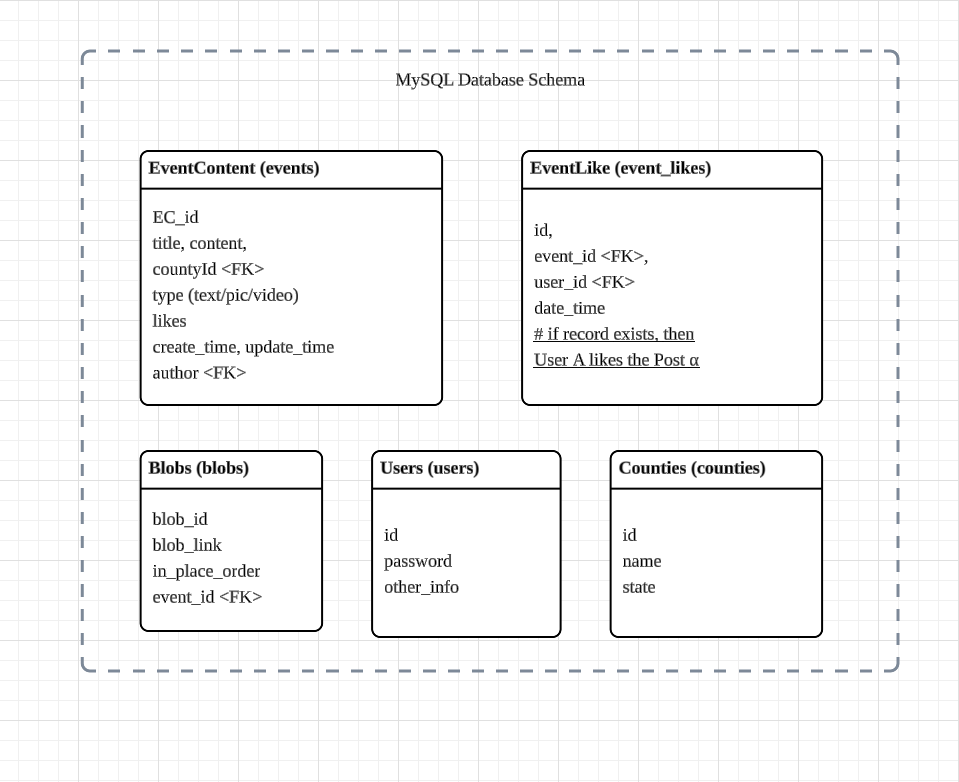 MySQL Database Schema
EventContent (events)
EC_id
title, content,
countyId <FK>
type (text/pic/video)
likes
create_time, update_time
author <FK>
EventLike (event_likes)
id,
event_id <FK>,
user_id <FK>
date_time
# if record exists, then
User A likes the Post α
Blobs (blobs)
blob_id
blob_link
in_place_order
event_id <FK>
Users (users)
id
password
other_info
Counties (counties)
id
name
state